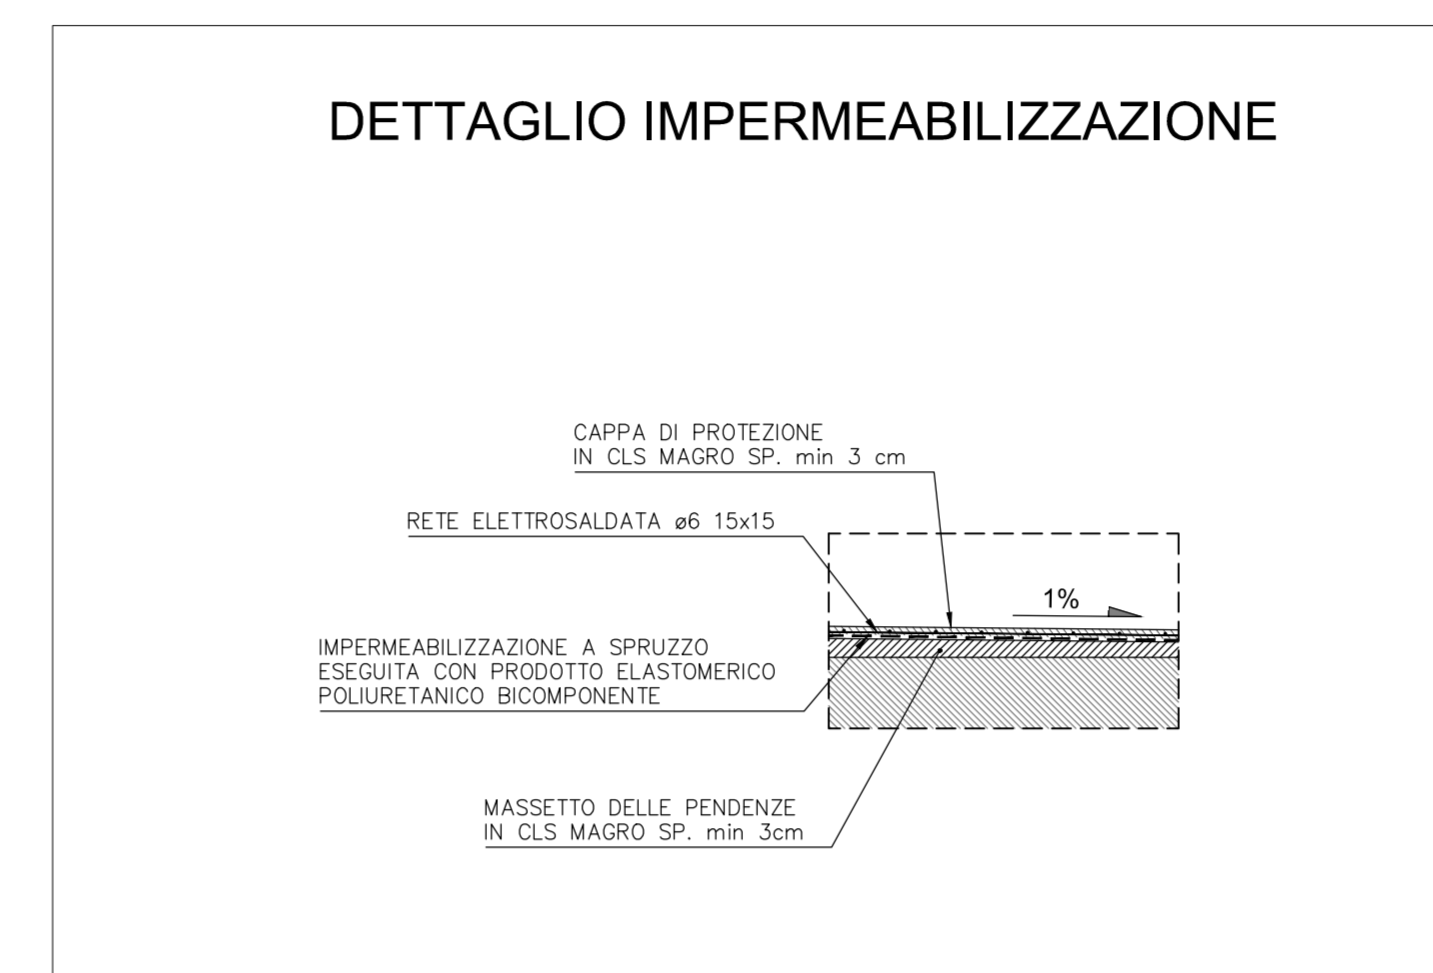 DETTAGLIO IMPERMEABILIZZAZIONE
CAPPA DI PROTEZIONE
IN CLS MAGRO SP. min 3 cm
RETE ELETTROSALDATA ø6 15x15
1%
IMPERMEABILIZZAZIONE A SPRUZZO
ESEGUITA CON PRODOTTO ELASTOMERICO
POLIURETANICO BICOMPONENTE
MASSETTO DELLE PENDENZE
IN CLS MAGRO SP. min 3cm